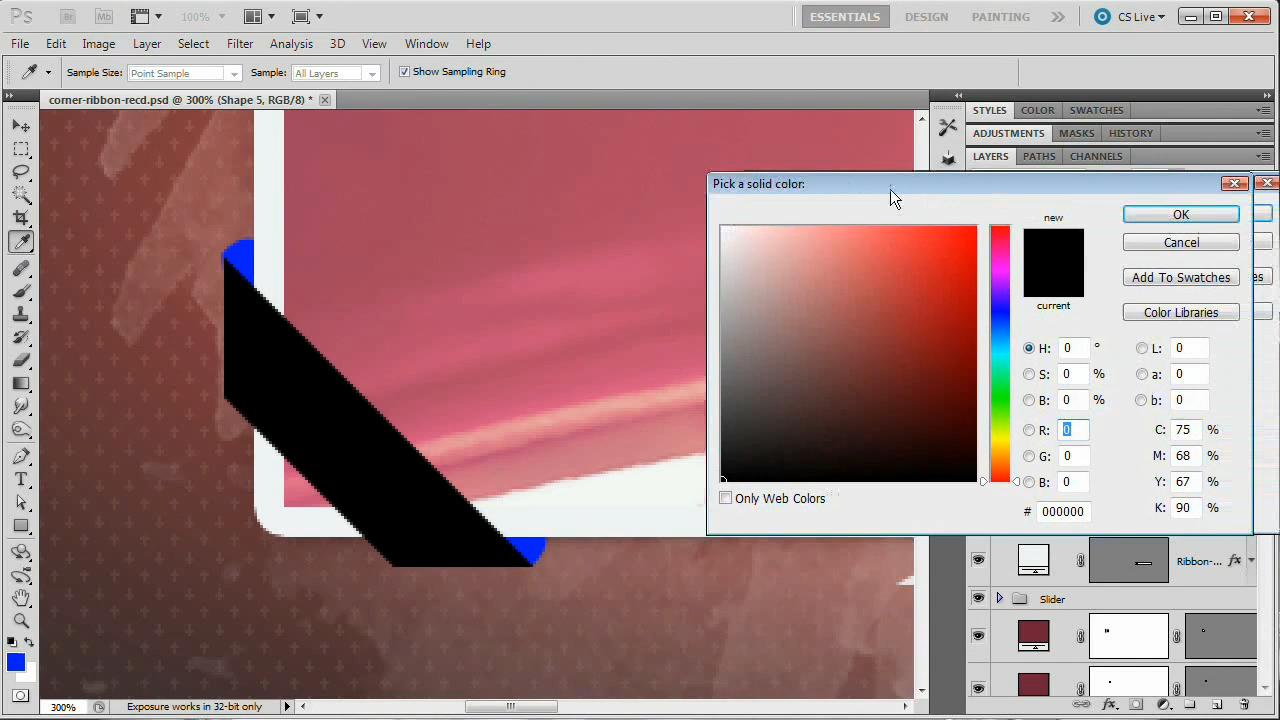 Ps Br Mb 100% ESSENTIALS DESIGN PAINTING CS Live
File Edit Image Layer Select Filter Analysis 3D View Window Help
Sample Size: Point Sample Sample: All Layers Show Sampling Ring
corner-ribbon-recd.psd @ 300% (Shape 5, RGB/8) *
STYLES COLOR SWATCHES
ADJUSTMENTS MASKS HISTORY
LAYERS PATHS CHANNELS
Pick a solid color:
new
OK
Cancel
Add To Swatches
current
Color Libraries
H: 0 ° L: 0
S: 0 % a: 0
B: 0 % b: 0
R: 0 C: 75 %
G: 0 M: 68 %
B: 0 Y: 67 %
# 000000 K: 90 %
Only Web Colors
Ribbon-... fx
Slider
300% Exposure works in 32-bit only
fx